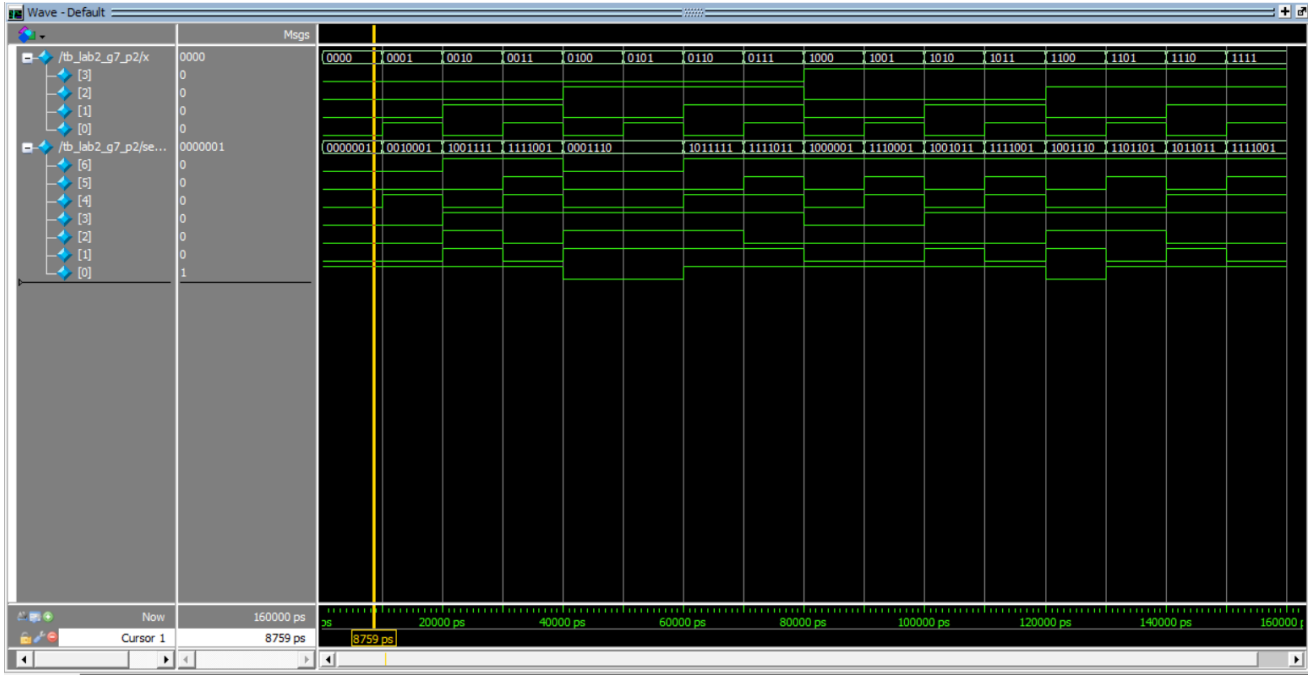 Wave - Default
Msgs
/tb_lab2_g7_p2/x 0000 0000 0001 0010 0011 0100 0101 0110 0111 1000 1001 1010 1011 1100 1101 1110 1111
[3] 0
[2] 0
[1] 0
[0] 0
/tb_lab2_g7_p2/se... 0000001 0000001 0010001 1001111 1111001 0001110 1011111 1111011 1000001 1110001 1001011 1111001 1001110 1101101 1011011 1111001
[6] 0
[5] 0
[4] 0
[3] 0
[2] 0
[1] 0
[0] 1
Now 160000 ps ps 20000 ps 40000 ps 60000 ps 80000 ps 100000 ps 120000 ps 140000 ps 160000 p
Cursor 1 8759 ps 8759 ps